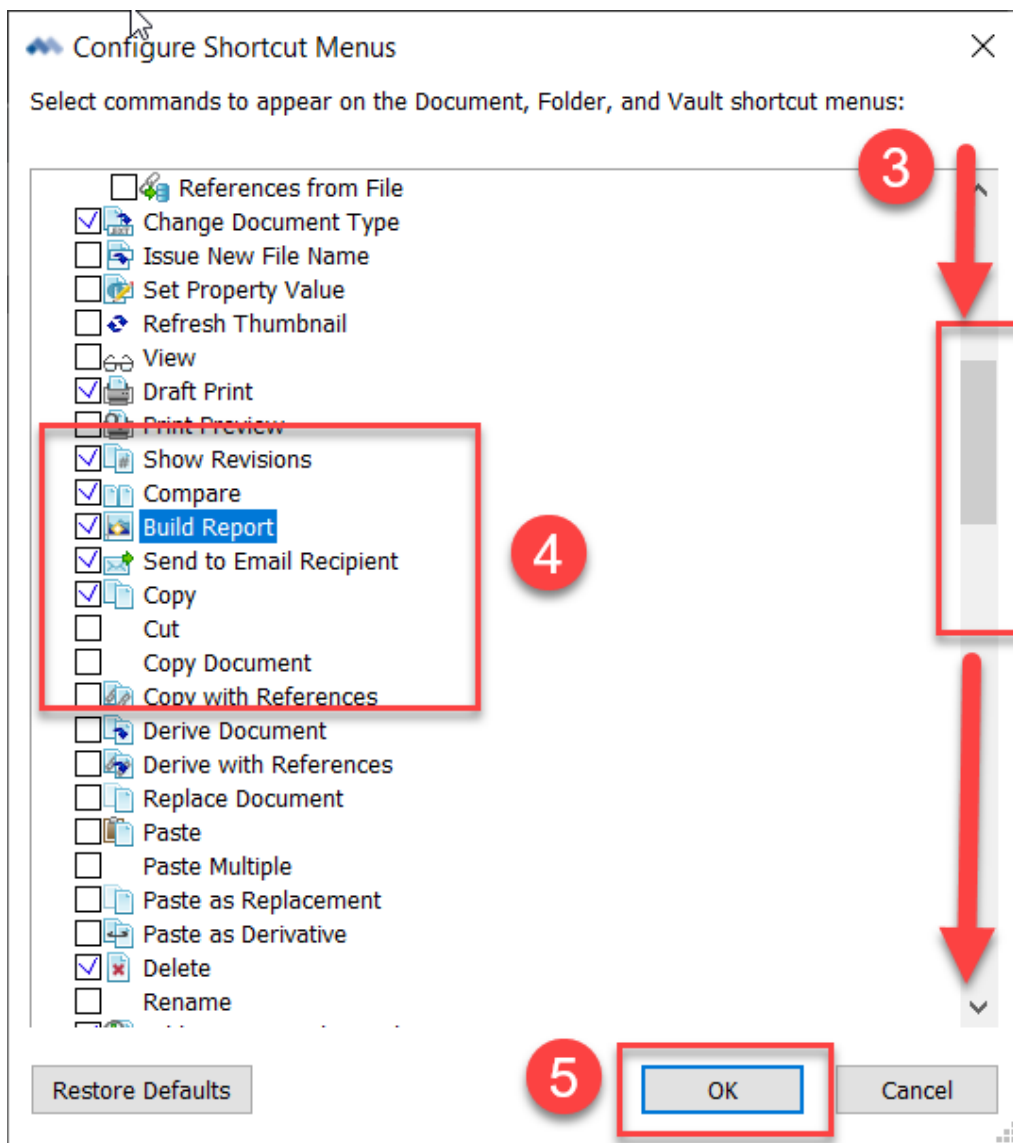 Configure Shortcut Menus
Select commands to appear on the Document, Folder, and Vault shortcut menus:
3
References from File
Change Document Type
Issue New File Name
Set Property Value
Refresh Thumbnail
View
Draft Print
Print Preview
Show Revisions
Compare
Build Report
4
Send to Email Recipient
Copy
Cut
Copy Document
Copy with References
Derive Document
Derive with References
Replace Document
Paste
Paste Multiple
Paste as Replacement
Paste as Derivative
Delete
Rename
Restore Defaults
5
OK
Cancel